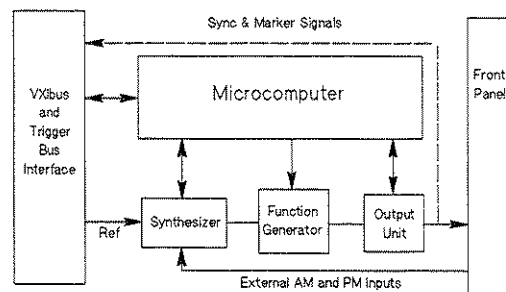 Sync & Marker Signals
VXIbus
and
Trigger
Bus
Interface
Microcomputer
Front
Panel
Synthesizer
Function
Generator
Output
Unit
Ref
External AM and PM Inputs